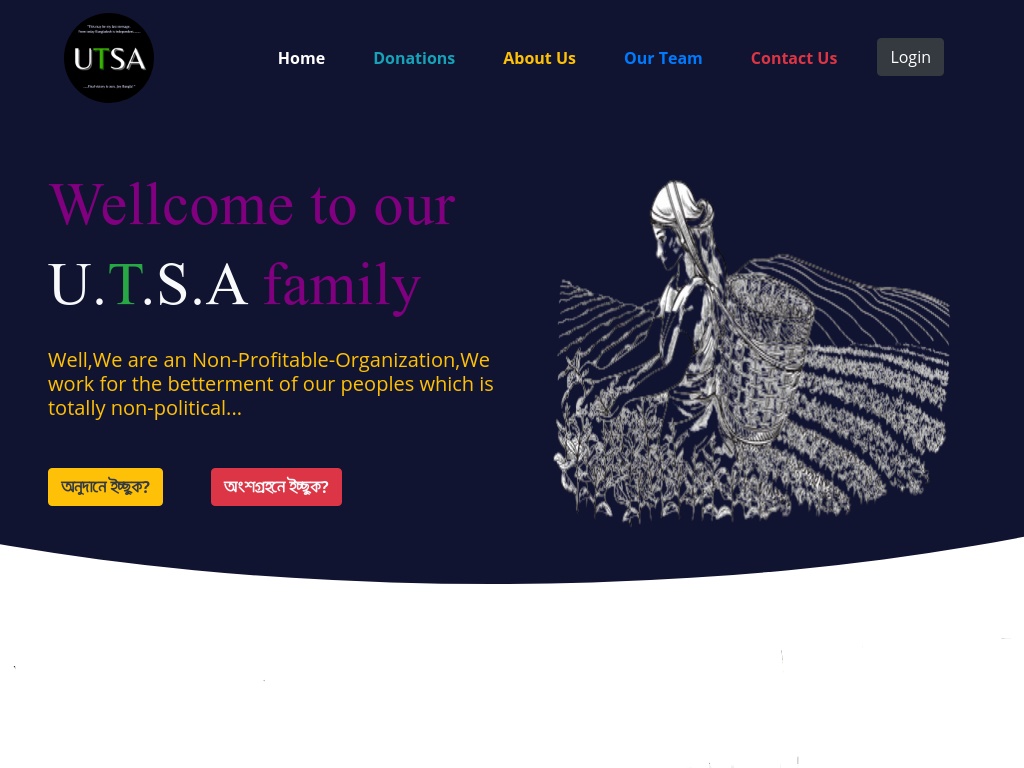 UTSA
Home
Donations
About Us
Our Team
Contact Us
Login
Wellcome to our
U.T.S.A family
Well,We are an Non-Profitable-Organization,We
work for the betterment of our peoples which is
totally non-political...
অনুদানে ইচ্ছুক?
অংশগ্রহনে ইচ্ছুক?